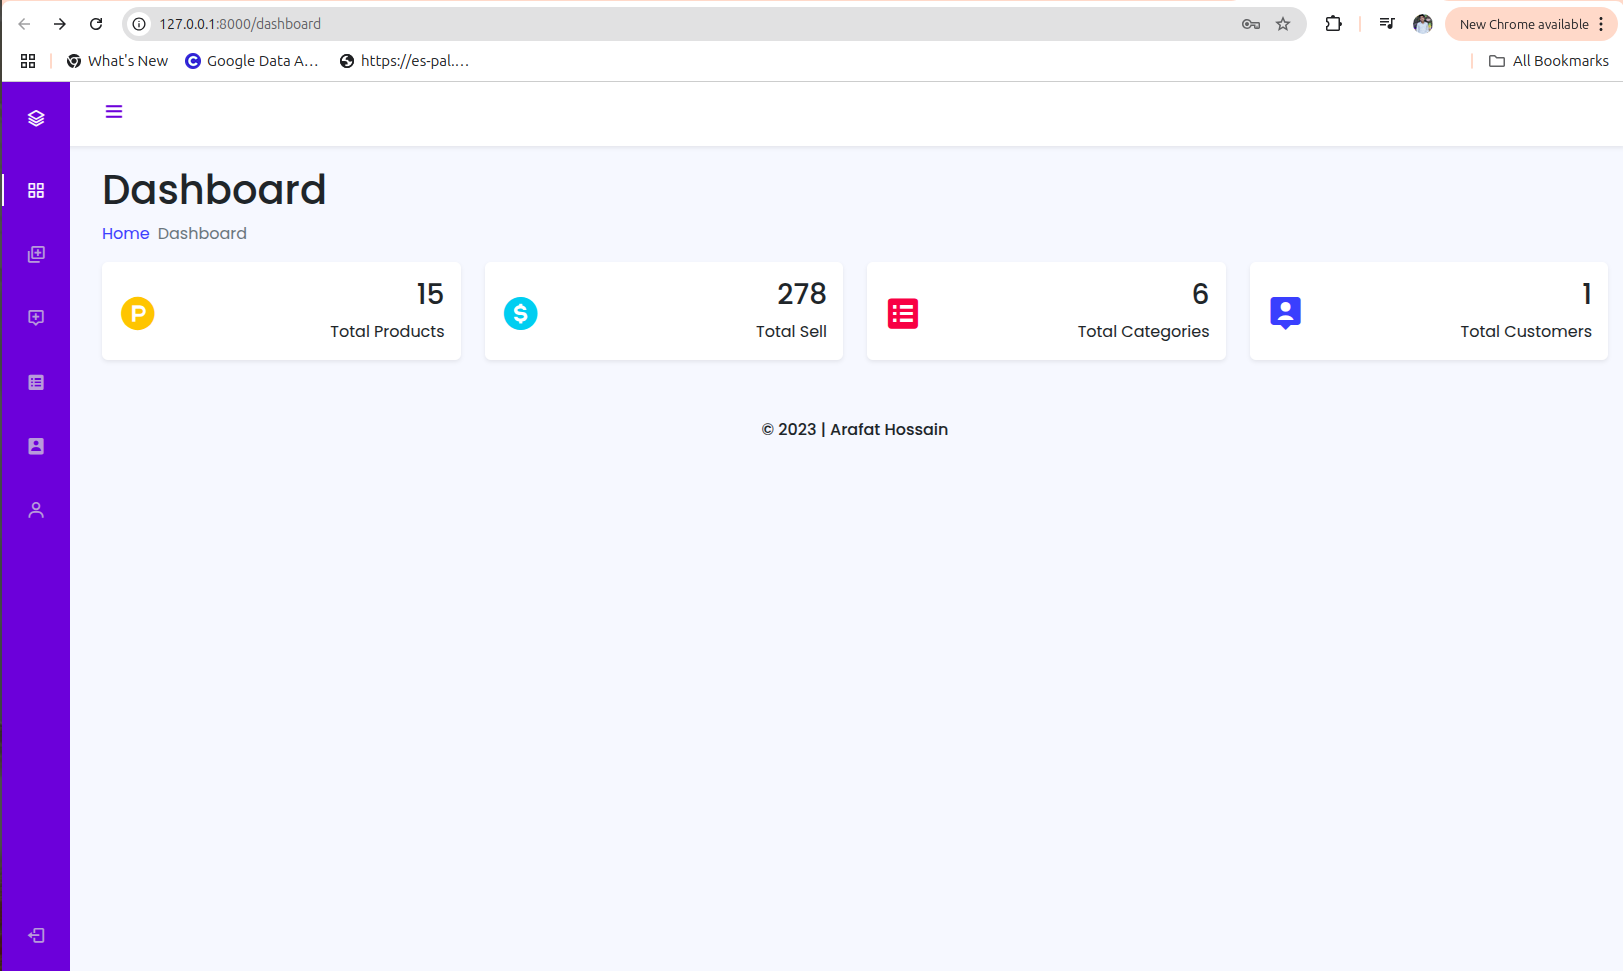 127.0.0.1:8000/dashboard
New Chrome available
What's New
Google Data A...
https://es-pal....
All Bookmarks
Dashboard
Home Dashboard
P
15
Total Products
$
278
Total Sell
6
Total Categories
1
Total Customers
© 2023 | Arafat Hossain